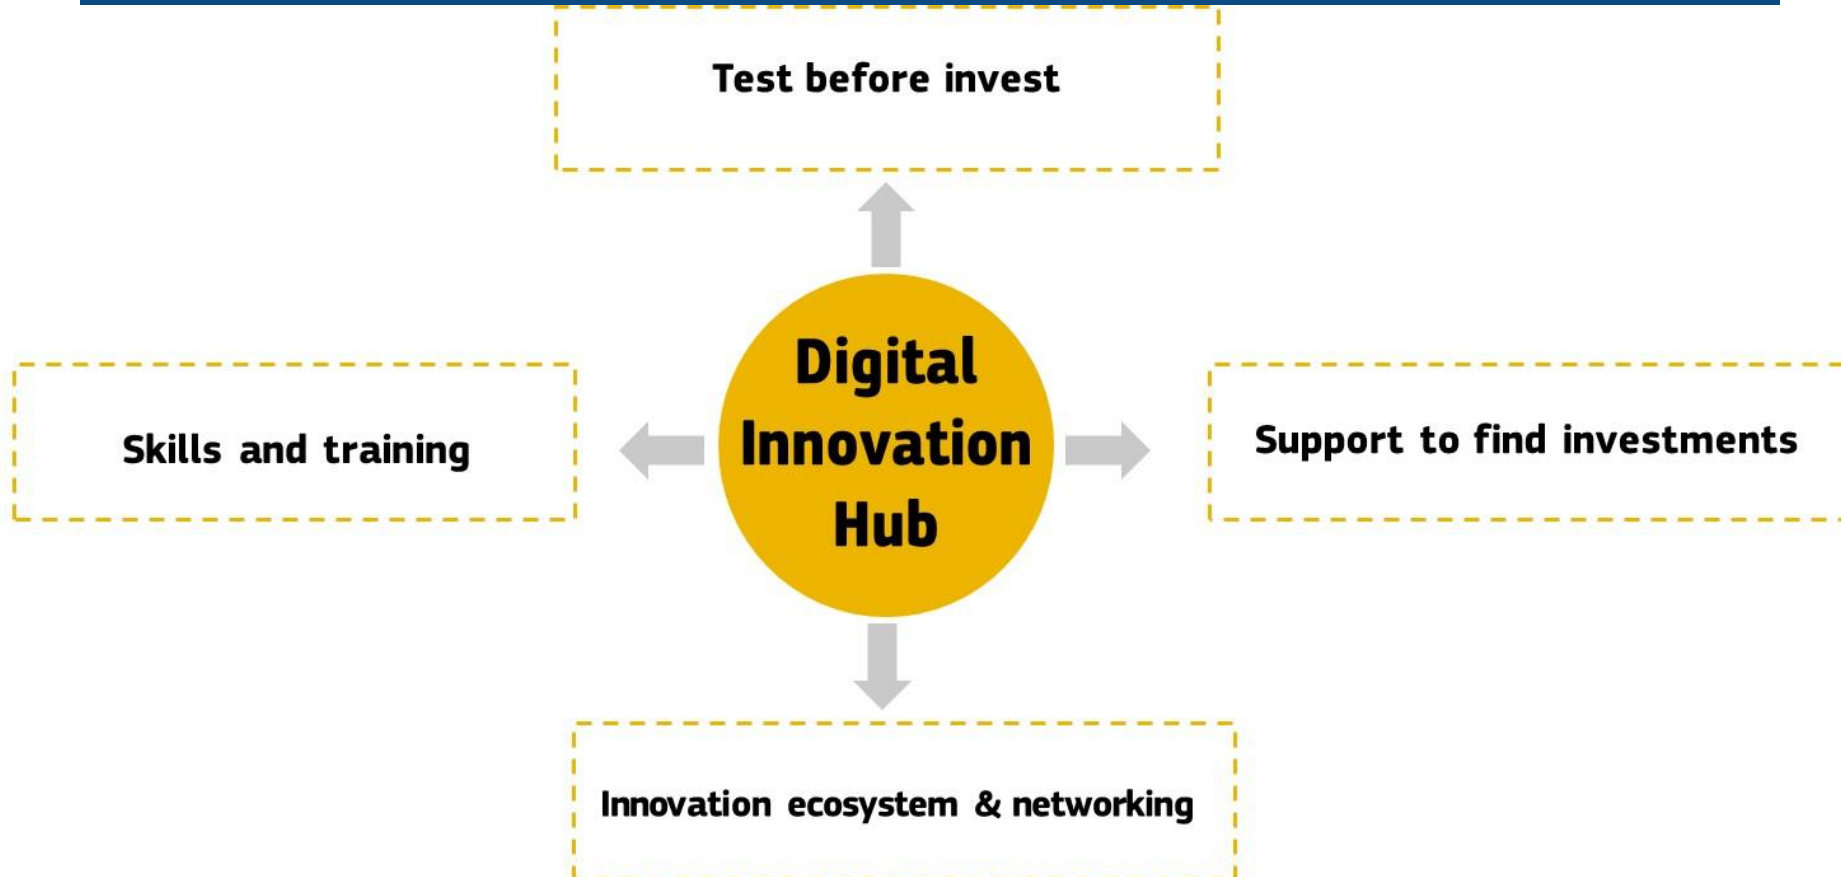 Test before invest
Digital
Innovation
Hub
Skills and training
Support to find investments
Innovation ecosystem & networking